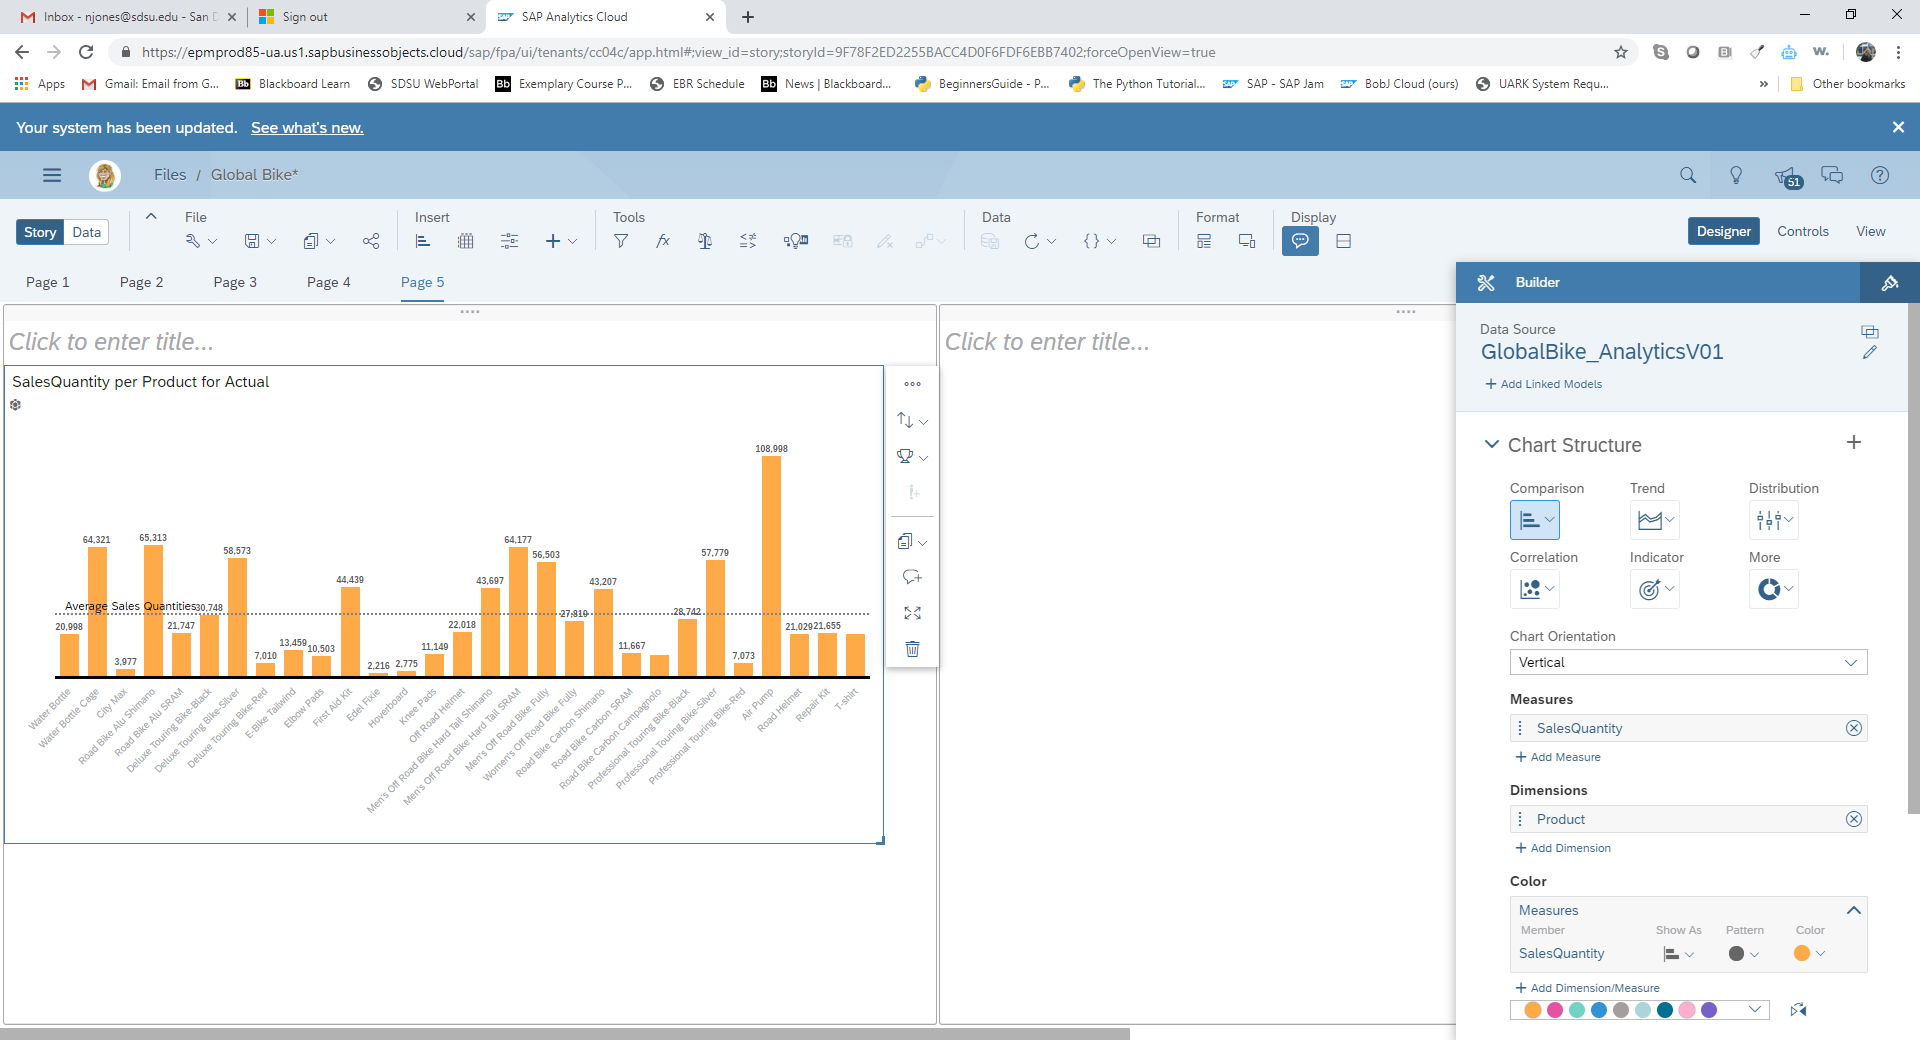 Inbox - njones@sdsu.edu - San D
Sign out
SAP Analytics Cloud
https://epmprod85-ua.us1.sapbusinessobjects.cloud/sap/fpa/ui/tenants/cc04c/app.html#;view_id=story;storyId=9F78F2ED2255BACC4D0F6FDF6EBB7402;forceOpenView=true
Apps
Gmail: Email from G...
Blackboard Learn
SDSU WebPortal
Exemplary Course P...
EBR Schedule
News | Blackboard...
BeginnersGuide - P...
The Python Tutorial...
SAP - SAP Jam
BobJ Cloud (ours)
UARK System Requ...
»
Other bookmarks
Your system has been updated. See what's new.
Files / Global Bike*
51
Story Data
File
Insert
Tools
Data
Format
Display
Designer
Controls
View
Page 1
Page 2
Page 3
Page 4
Page 5
Click to enter title...
Click to enter title...
SalesQuantity per Product for Actual
108,998
64,321
65,313
58,573
44,439
43,697
64,177
56,503
43,207
57,779
Average Sales Quantities
30,748
27,819
28,742
20,998
3,977
21,747
7,010
13,459
10,503
2,216
2,775
11,149
22,018
11,667
7,073
21,029
21,655
Water Bottle
Water Bottle Cage
City Max
Road Bike Alu Shimano
Road Bike Alu SRAM
Deluxe Touring Bike-Black
Deluxe Touring Bike-Silver
Deluxe Touring Bike-Red
E-Bike Tailwind
Elbow Pads
First Aid Kit
Edel Fixie
Hoverboard
Knee Pads
Off Road Helmet
Men's Off Road Bike Hard Tail Shimano
Men's Off Road Bike Hard Tail SRAM
Men's Off Road Bike Fully
Women's Off Road Bike Fully
Road Bike Carbon Shimano
Road Bike Carbon SRAM
Road Bike Carbon Campagnolo
Professional Touring Bike-Black
Professional Touring Bike-Silver
Professional Touring Bike-Red
Air Pump
Road Helmet
Repair Kit
T-shirt
Builder
Data Source
GlobalBike_AnalyticsV01
+ Add Linked Models
Chart Structure
Comparison
Trend
Distribution
Correlation
Indicator
More
Chart Orientation
Vertical
Measures
SalesQuantity
+ Add Measure
Dimensions
Product
+ Add Dimension
Color
Measures
Member
Show As
Pattern
Color
SalesQuantity
+ Add Dimension/Measure